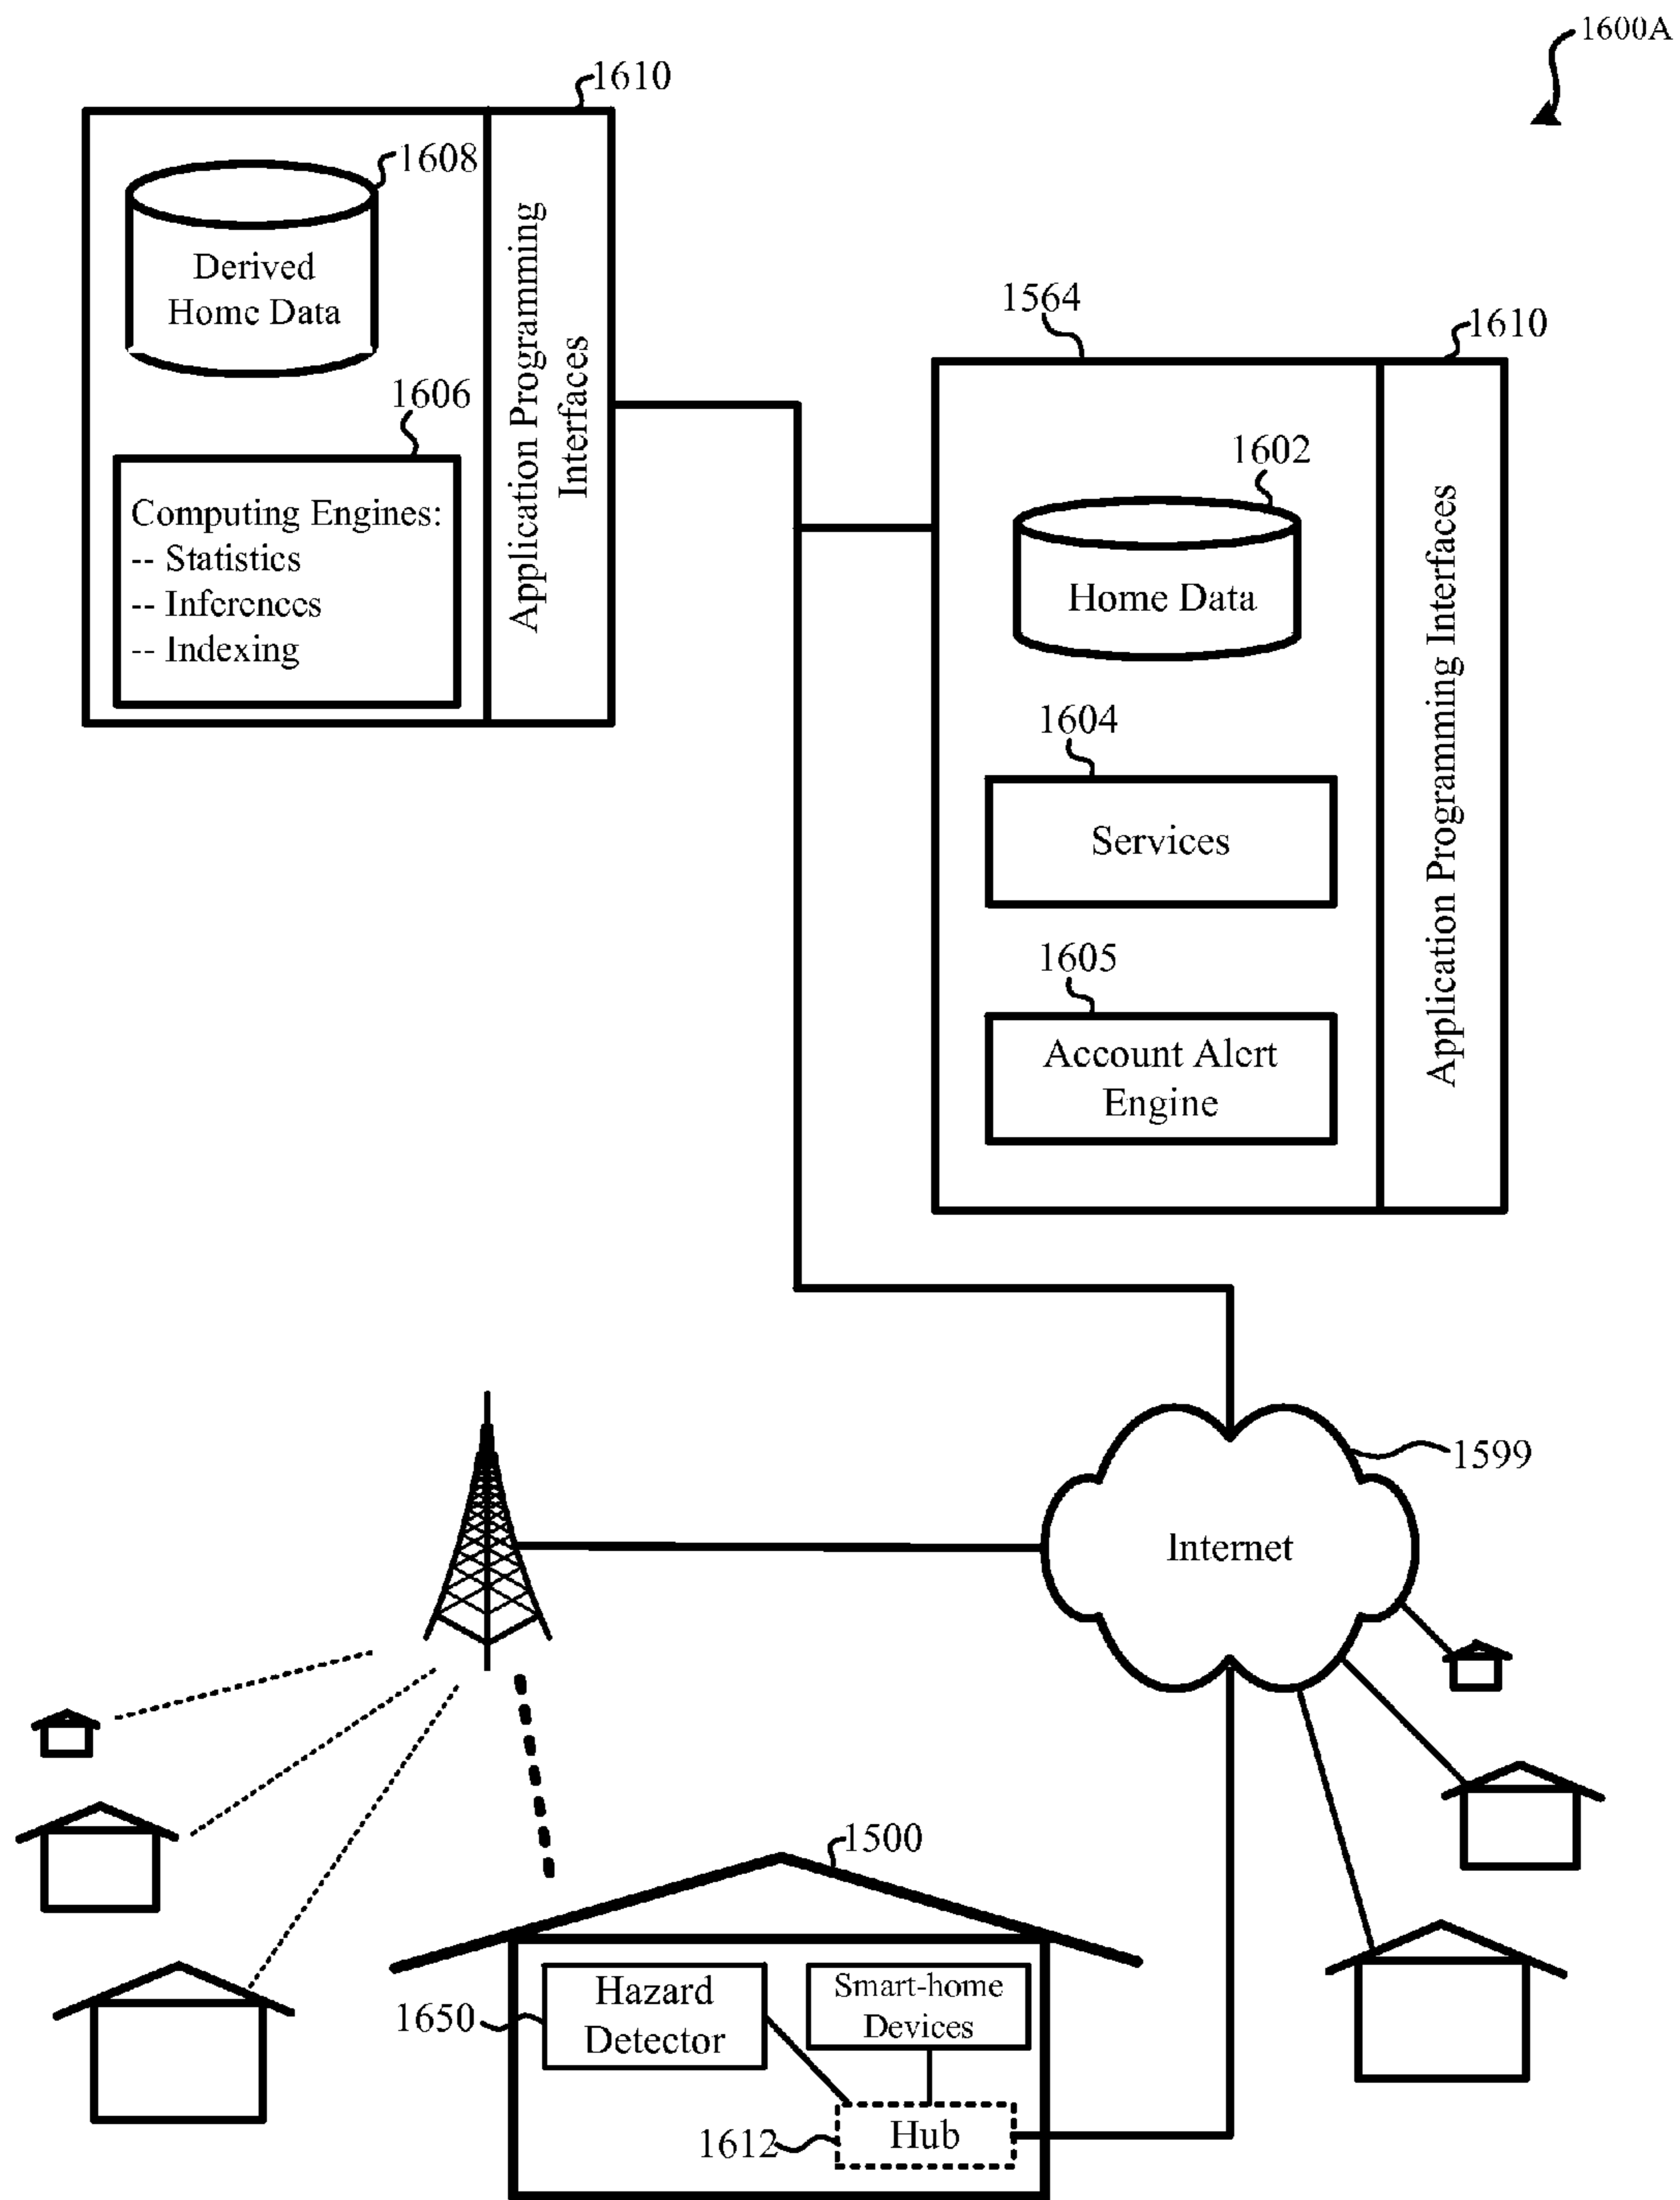 1600A
1610
1608
Derived
Home Data
1606
Computing Engines:
-- Statistics
-- Inferences
-- Indexing
Application Programming
Interfaces
1564
1610
1602
Home Data
1604
Services
1605
Account Alert
Engine
Application Programming Interfaces
1599
Internet
1500
Hazard
Detector
1650
Smart-home
Devices
1612
Hub